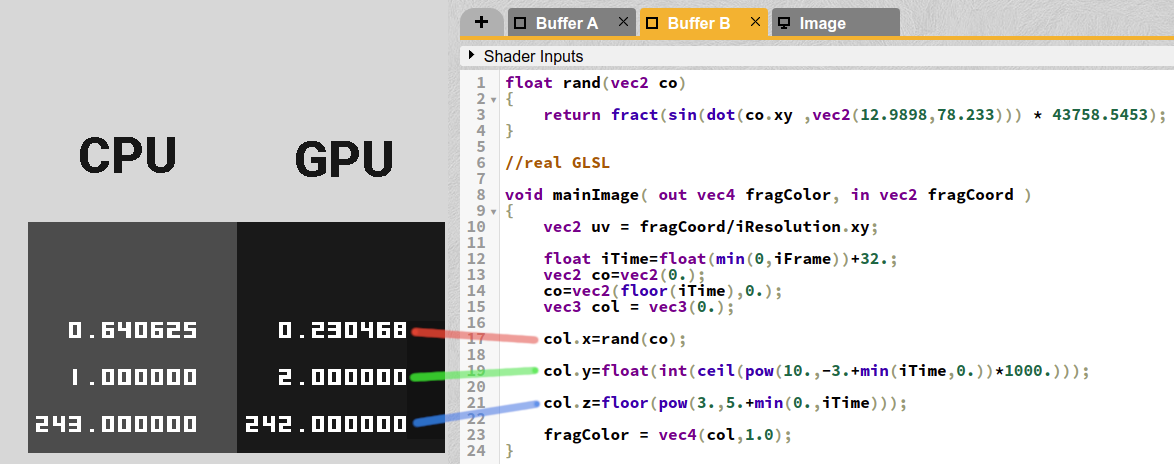 CPU GPU
0.640625 0.230468
1.000000 2.000000
243.000000 242.000000
+ Buffer A × Buffer B × Image
Shader Inputs
1 float rand(vec2 co)
2 {
3     return fract(sin(dot(co.xy ,vec2(12.9898,78.233))) * 43758.5453);
4 }
5
6 //real GLSL
7
8 void mainImage( out vec4 fragColor, in vec2 fragCoord )
9 {
10     vec2 uv = fragCoord/iResolution.xy;
11
12     float iTime=float(min(0,iFrame))+32.;
13     vec2 co=vec2(0.);
14     co=vec2(floor(iTime),0.);
15     vec3 col = vec3(0.);
16
17     col.x=rand(co);
18
19     col.y=float(int(ceil(pow(10.,-3.+min(iTime,0.))*1000.)));
20
21     col.z=floor(pow(3.,5.+min(0.,iTime)));
22
23     fragColor = vec4(col,1.0);
24 }